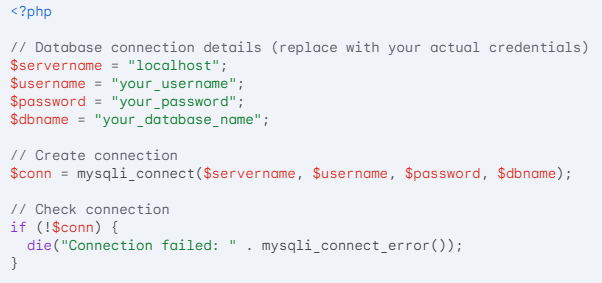 <?php
// Database connection details (replace with your actual credentials)
$servername = "localhost";
$username = "your_username";
$password = "your_password";
$dbname = "your_database_name";
// Create connection
$conn = mysqli_connect($servername, $username, $password, $dbname);
// Check connection
if (!$conn) {
  die("Connection failed: " . mysqli_connect_error());
}